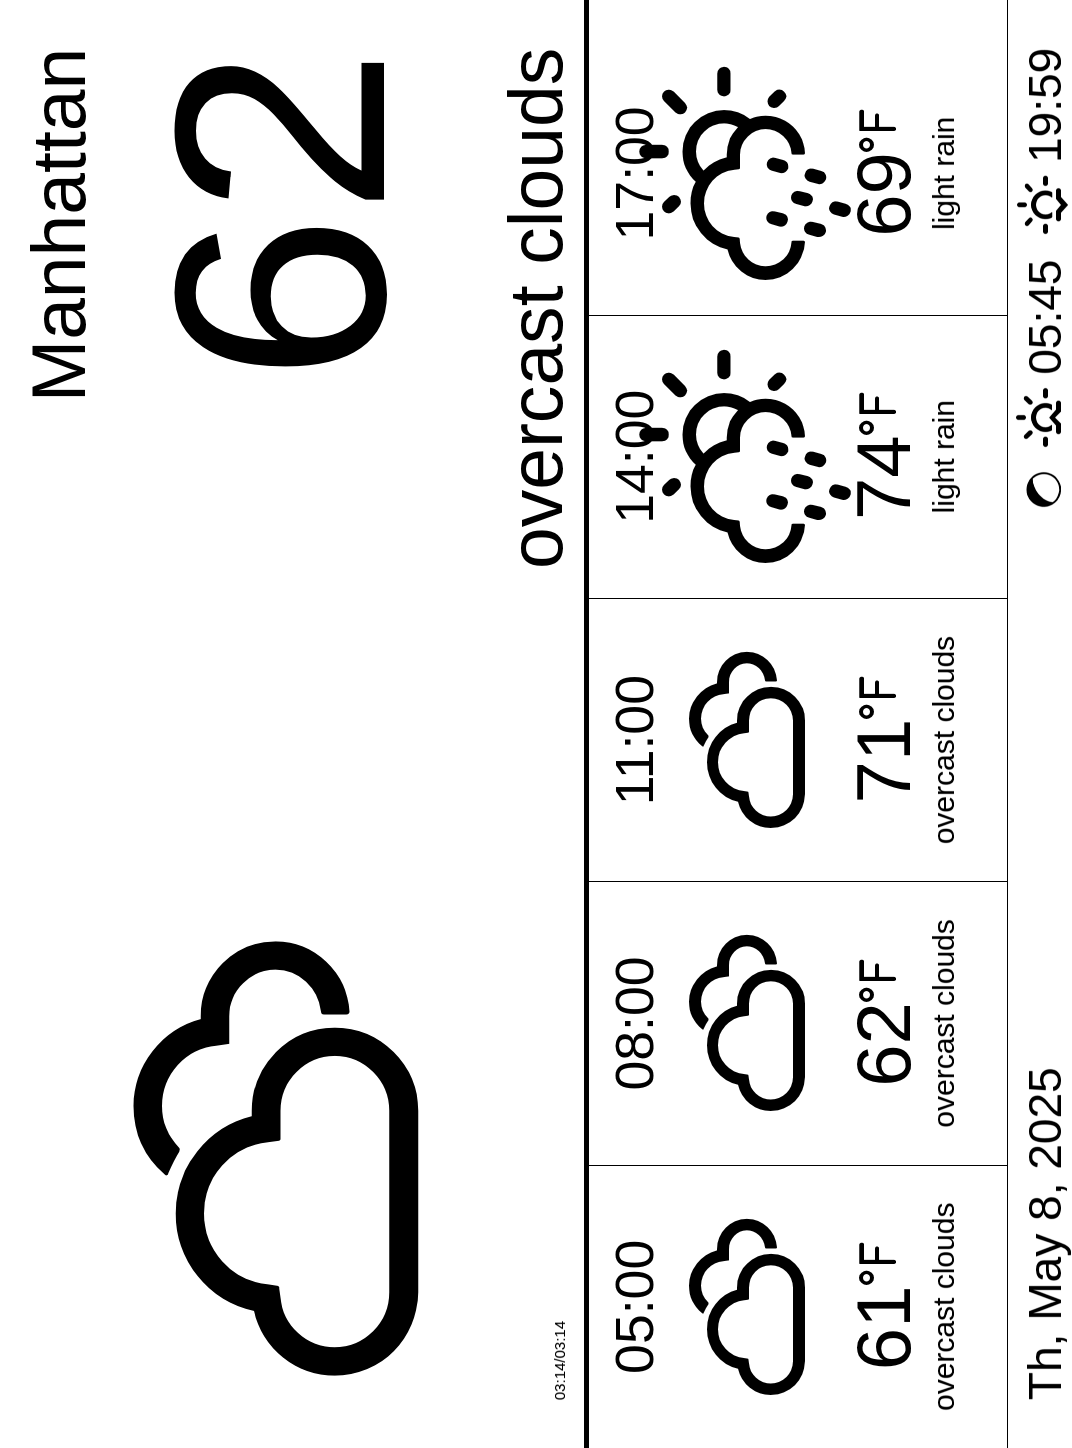 Manhattan
62
overcast clouds
03:14/03:14
05:00
61°F
overcast clouds
08:00
62°F
overcast clouds
11:00
71°F
overcast clouds
14:00
74°F
light rain
17:00
69°F
light rain
Th, May 8, 2025
05:45
19:59